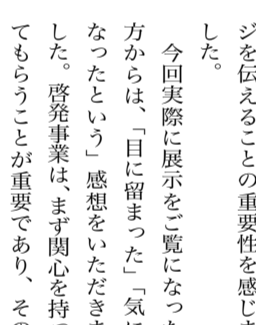 ジを伝えることの重要性を感じ
した。
今回実際に展示をご覧になっ
方からは、「目に留まった」「気に
なったという」感想をいただき
した。啓発事業は、まず関心を持
てもらうことが重要であり、その